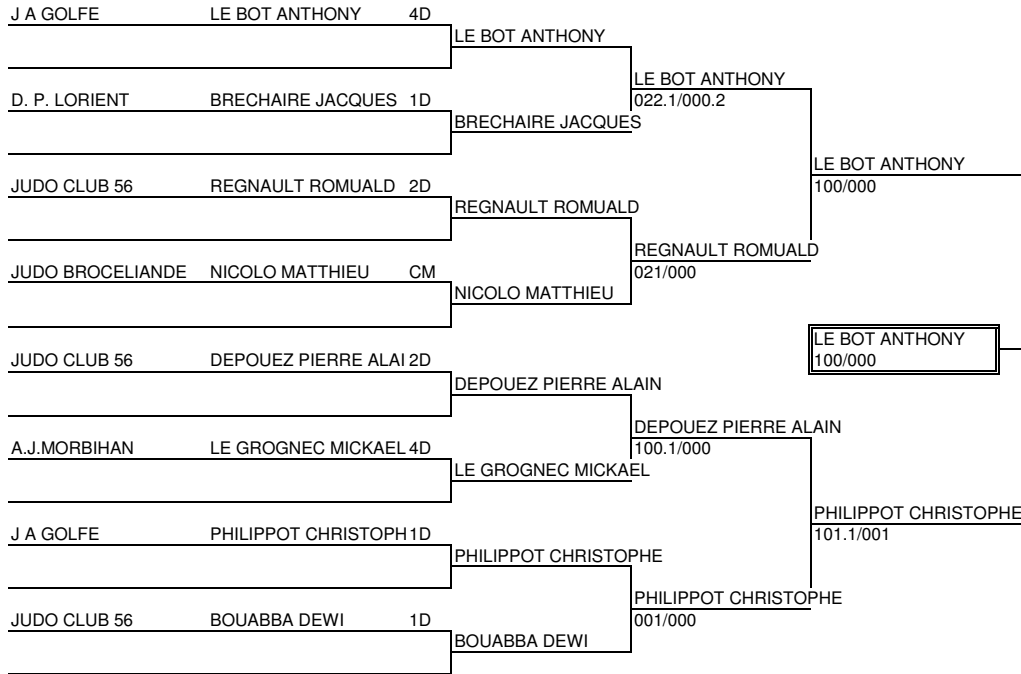 J A GOLFE LE BOT ANTHONY 4D
LE BOT ANTHONY
LE BOT ANTHONY
022.1/000.2
D. P. LORIENT BRECHAIRE JACQUES 1D
BRECHAIRE JACQUES
LE BOT ANTHONY
100/000
JUDO CLUB 56 REGNAULT ROMUALD 2D
REGNAULT ROMUALD
REGNAULT ROMUALD
021/000
JUDO BROCELIANDE NICOLO MATTHIEU CM
NICOLO MATTHIEU
LE BOT ANTHONY
100/000
JUDO CLUB 56 DEPOUEZ PIERRE ALAI 2D
DEPOUEZ PIERRE ALAIN
DEPOUEZ PIERRE ALAIN
100.1/000
A.J.MORBIHAN LE GROGNEC MICKAEL 4D
LE GROGNEC MICKAEL
PHILIPPOT CHRISTOPHE
101.1/001
J A GOLFE PHILIPPOT CHRISTOPH 1D
PHILIPPOT CHRISTOPHE
PHILIPPOT CHRISTOPHE
001/000
JUDO CLUB 56 BOUABBA DEWI 1D
BOUABBA DEWI